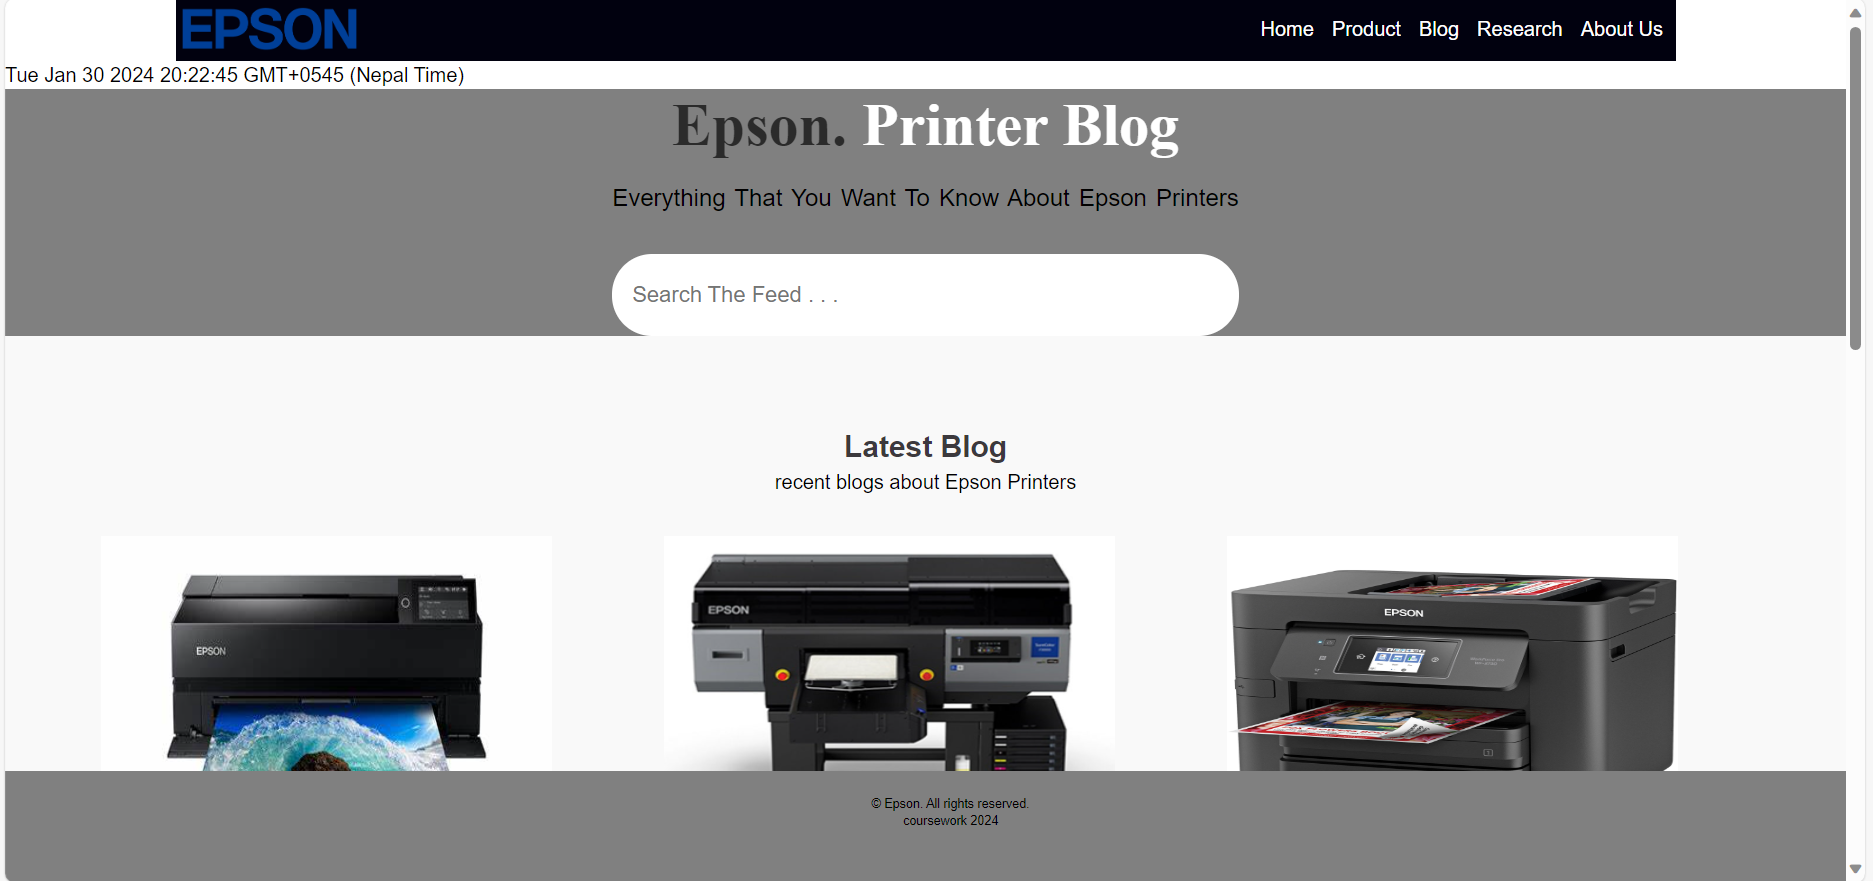 EPSON
Home Product Blog Research About Us
Tue Jan 30 2024 20:22:45 GMT+0545 (Nepal Time)
Epson. Printer Blog
Everything That You Want To Know About Epson Printers
Search The Feed . . .
Latest Blog
recent blogs about Epson Printers
EPSON
EPSON
EPSON
© Epson. All rights reserved.
coursework 2024